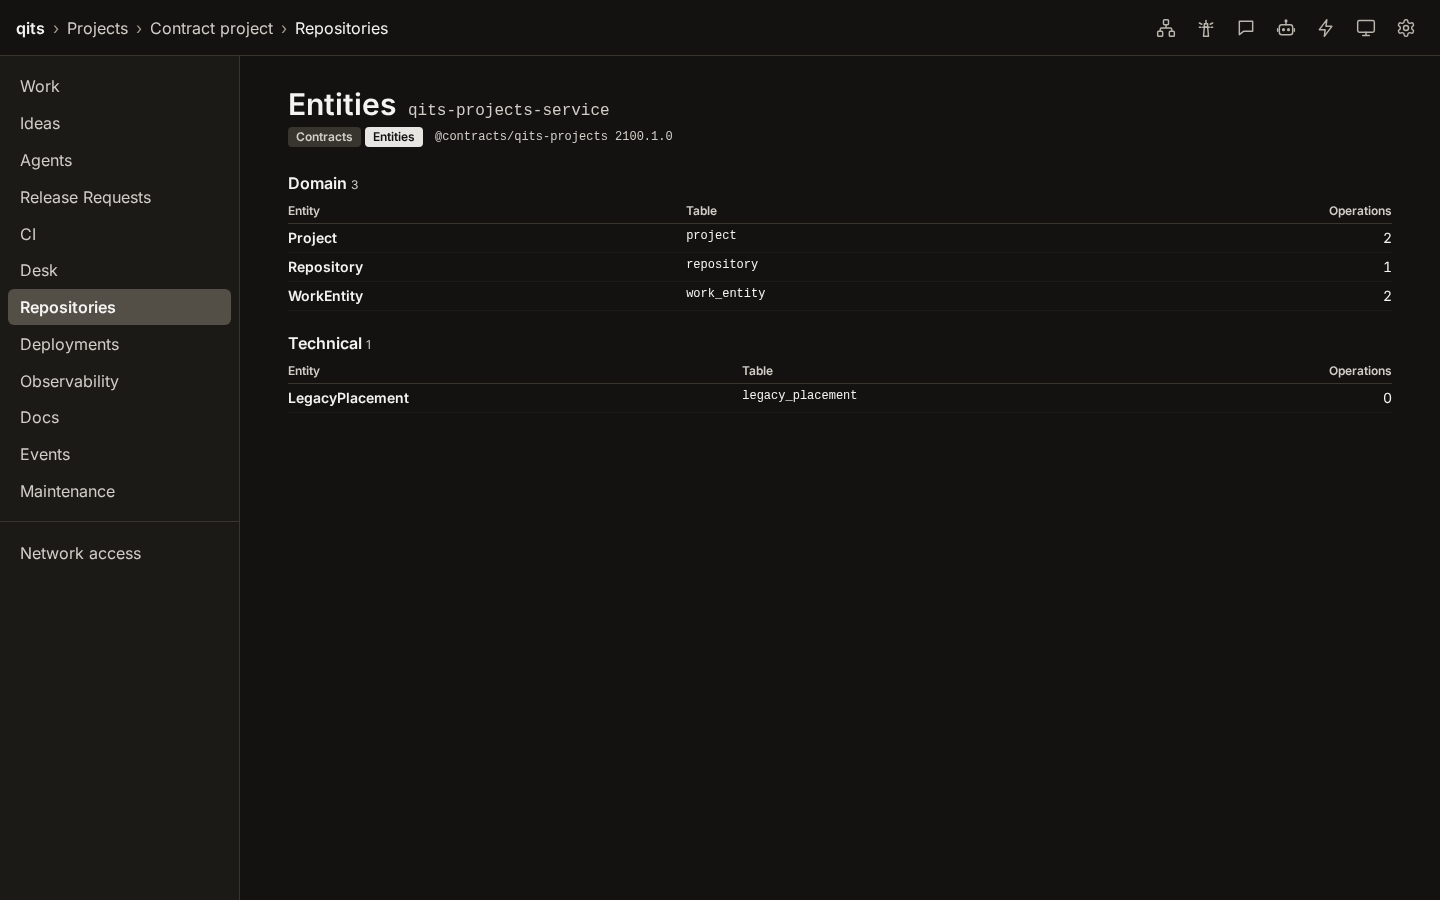 qits › Projects › Contract project › Repositories
Work
Ideas
Agents
Release Requests
CI
Desk
Repositories
Deployments
Observability
Docs
Events
Maintenance
Network access
Entities qits-projects-service
Contracts Entities @contracts/qits-projects 2100.1.0
Domain 3
Entity Table Operations
Project project 2
Repository repository 1
WorkEntity work_entity 2
Technical 1
Entity Table Operations
LegacyPlacement legacy_placement 0